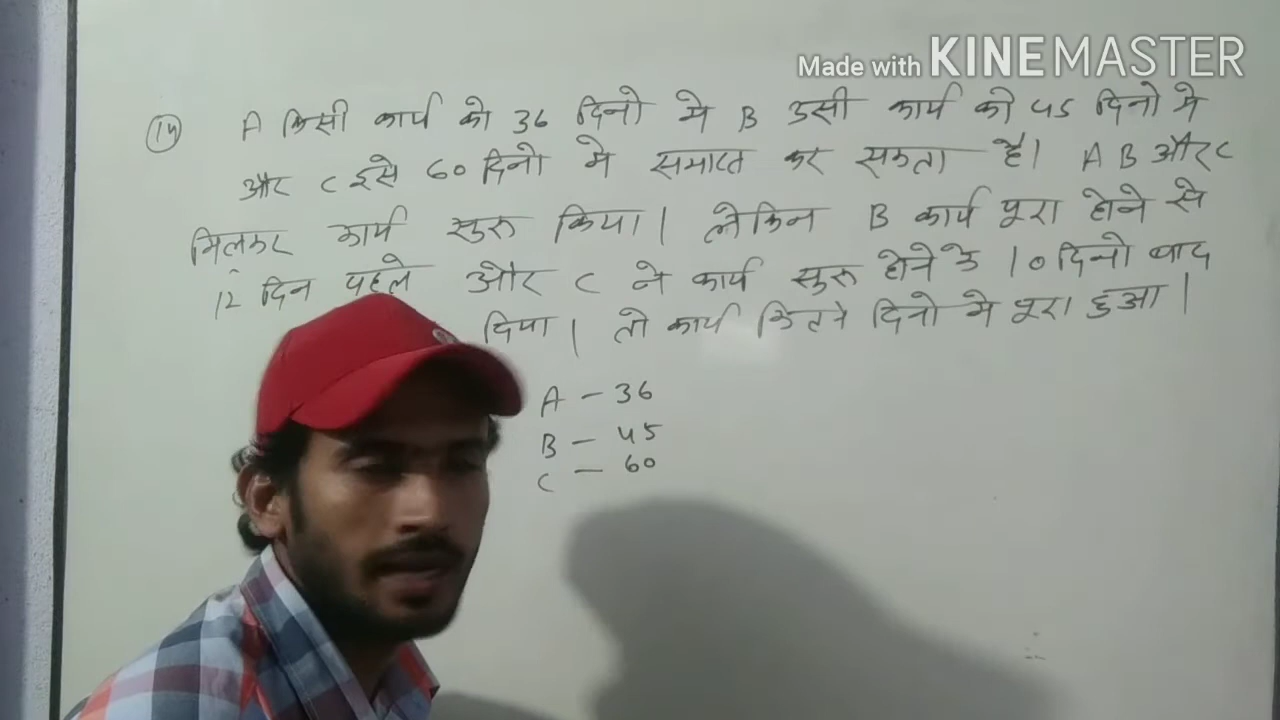 Made with KINEMASTER
(14) A किसी कार्य को 36 दिनो मे B उसी कार्य को 45 दिनो मे
और C इसे 60 दिनो मे समाप्त कर सकता है। A B और C
मिलकर कार्य सुरु किया। लेकिन B कार्य पूरा होने से
12 दिन पहले और C ने कार्य सुरु होने के 10 दिनो बाद
दिया। तो कार्य कितने दिनो मे पूरा हुआ।
A - 36
B - 45
C - 60